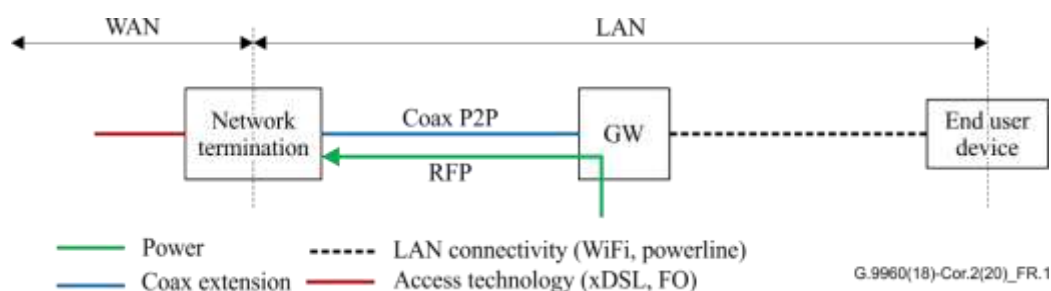 WAN
LAN
Network
termination
Coax P2P
RFP
GW
End user
device
Power
LAN connectivity (WiFi, powerline)
Coax extension
Access technology (xDSL, FO)
G.9960(18)-Cor.2(20)_FR.1